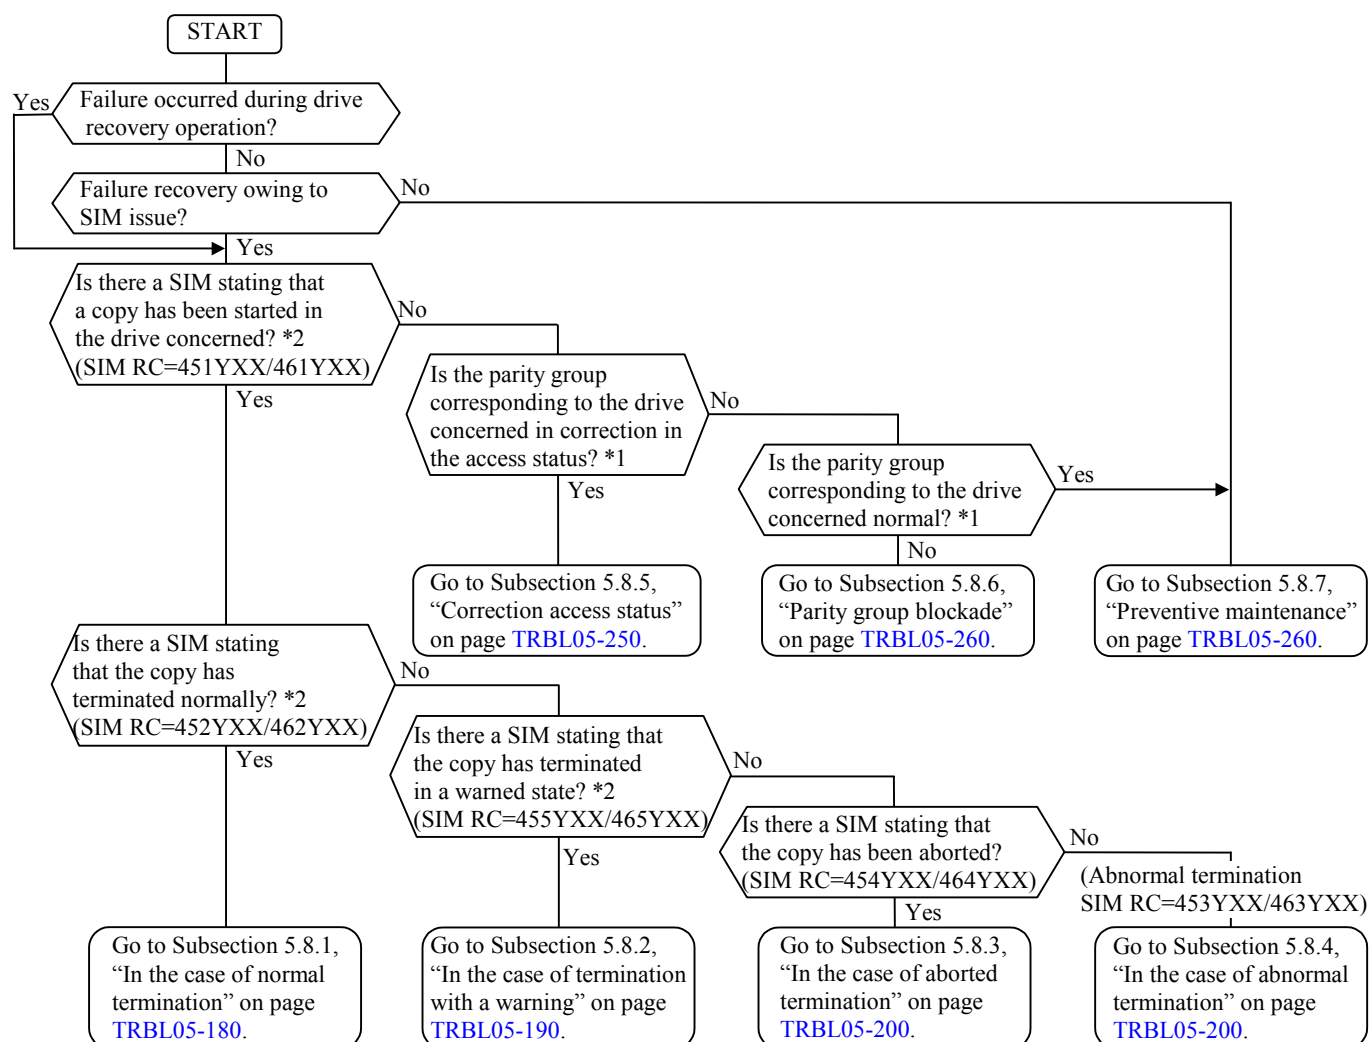 START
Yes
Failure occurred during drive
recovery operation?
No
Failure recovery owing to
SIM issue?
No
Yes
Is there a SIM stating that
a copy has been started in
the drive concerned? *2
(SIM RC=451YXX/461YXX)
No
Yes
Is the parity group
corresponding to the drive
concerned in correction in
the access status? *1
No
Yes
Is the parity group
corresponding to the drive
concerned normal? *1
Yes
No
Go to Subsection 5.8.5,
“Correction access status”
on page TRBL05-250.
Go to Subsection 5.8.6,
“Parity group blockade”
on page TRBL05-260.
Go to Subsection 5.8.7,
“Preventive maintenance”
on page TRBL05-260.
Is there a SIM stating
that the copy has
terminated normally? *2
(SIM RC=452YXX/462YXX)
No
Yes
Is there a SIM stating that
the copy has terminated
in a warned state? *2
(SIM RC=455YXX/465YXX)
No
Yes
Is there a SIM stating that
the copy has been aborted?
(SIM RC=454YXX/464YXX)
No
Yes
(Abnormal termination
SIM RC=453YXX/463YXX)
Go to Subsection 5.8.1,
“In the case of normal
termination” on page
TRBL05-180.
Go to Subsection 5.8.2,
“In the case of termination
with a warning” on page
TRBL05-190.
Go to Subsection 5.8.3,
“In the case of aborted
termination” on page
TRBL05-200.
Go to Subsection 5.8.4,
“In the case of abnormal
termination” on page
TRBL05-200.